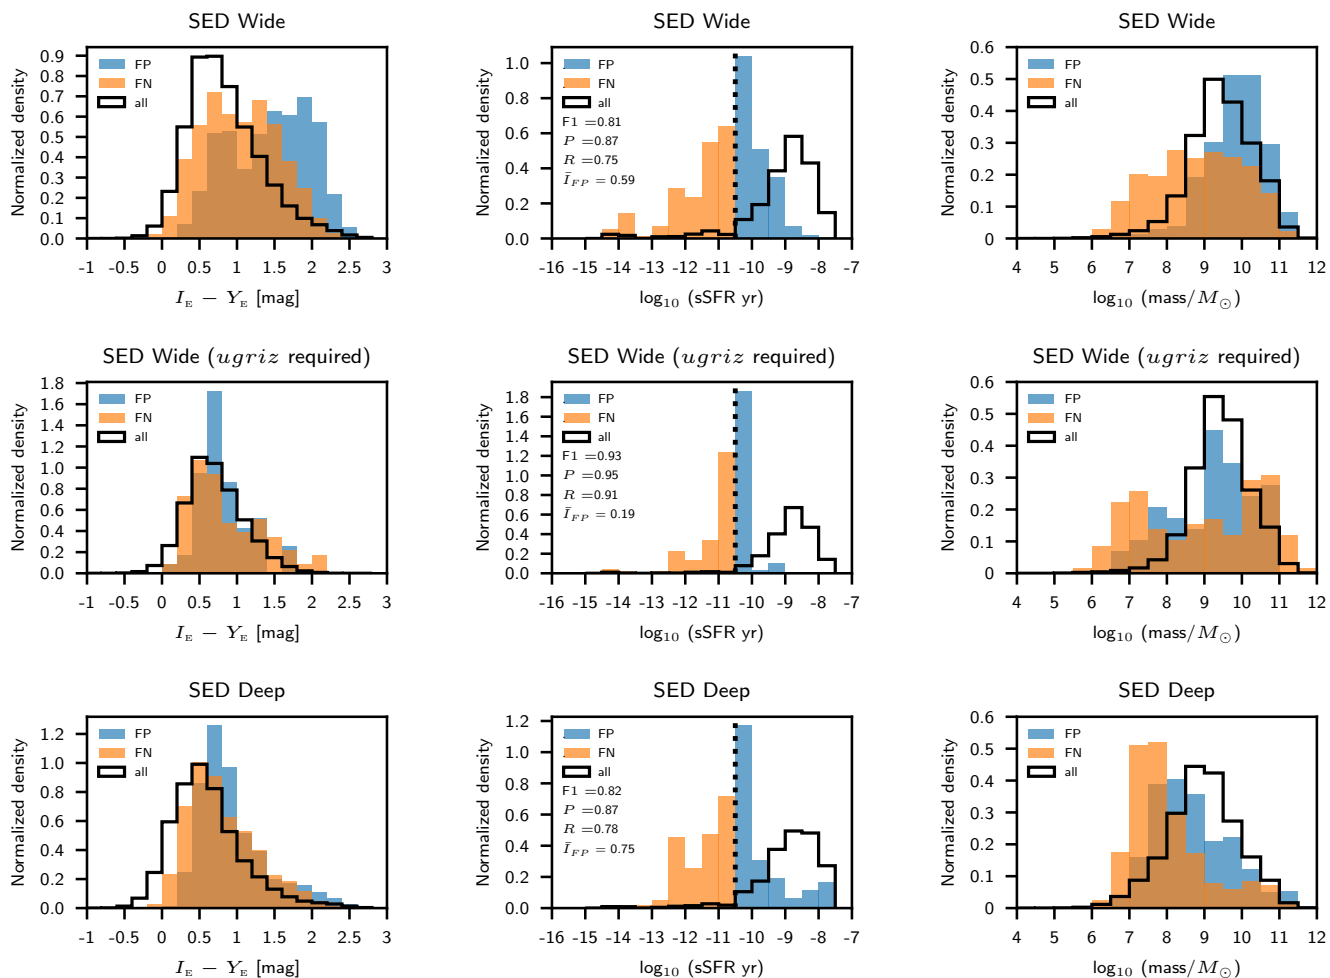 SED Wide
Normalized density
0.9
0.8
0.7
0.6
0.5
0.4
0.3
0.2
0.1
0.0
FP
FN
all
-1 -0.5 0 0.5 1 1.5 2 2.5 3
I_E − Y_E [mag]
SED Wide
Normalized density
1.0
0.8
0.6
0.4
0.2
0.0
FP
FN
all
F1 =0.81
P =0.87
R =0.75
Ī_FP = 0.59
-16 -15 -14 -13 -12 -11 -10 -9 -8 -7
log₁₀ (sSFR yr)
SED Wide
Normalized density
0.6
0.5
0.4
0.3
0.2
0.1
0
FP
FN
all
4 5 6 7 8 9 10 11 12
log₁₀ (mass/M⊙)
SED Wide (ugriz required)
Normalized density
1.8
1.6
1.4
1.2
1.0
0.8
0.6
0.4
0.2
0.0
FP
FN
all
-1 -0.5 0 0.5 1 1.5 2 2.5 3
I_E − Y_E [mag]
SED Wide (ugriz required)
Normalized density
1.8
1.6
1.4
1.2
1.0
0.8
0.6
0.4
0.2
0.0
FP
FN
all
F1 =0.93
P =0.95
R =0.91
Ī_FP = 0.19
-16 -15 -14 -13 -12 -11 -10 -9 -8 -7
log₁₀ (sSFR yr)
SED Wide (ugriz required)
Normalized density
0.6
0.5
0.4
0.3
0.2
0.1
0
FP
FN
all
4 5 6 7 8 9 10 11 12
log₁₀ (mass/M⊙)
SED Deep
Normalized density
1.2
1.0
0.8
0.6
0.4
0.2
0.0
FP
FN
all
-1 -0.5 0 0.5 1 1.5 2 2.5 3
I_E − Y_E [mag]
SED Deep
Normalized density
1.2
1.0
0.8
0.6
0.4
0.2
0.0
FP
FN
all
F1 =0.82
P =0.87
R =0.78
Ī_FP = 0.75
-16 -15 -14 -13 -12 -11 -10 -9 -8 -7
log₁₀ (sSFR yr)
SED Deep
Normalized density
0.6
0.5
0.4
0.3
0.2
0.1
0
FP
FN
all
4 5 6 7 8 9 10 11 12
log₁₀ (mass/M⊙)